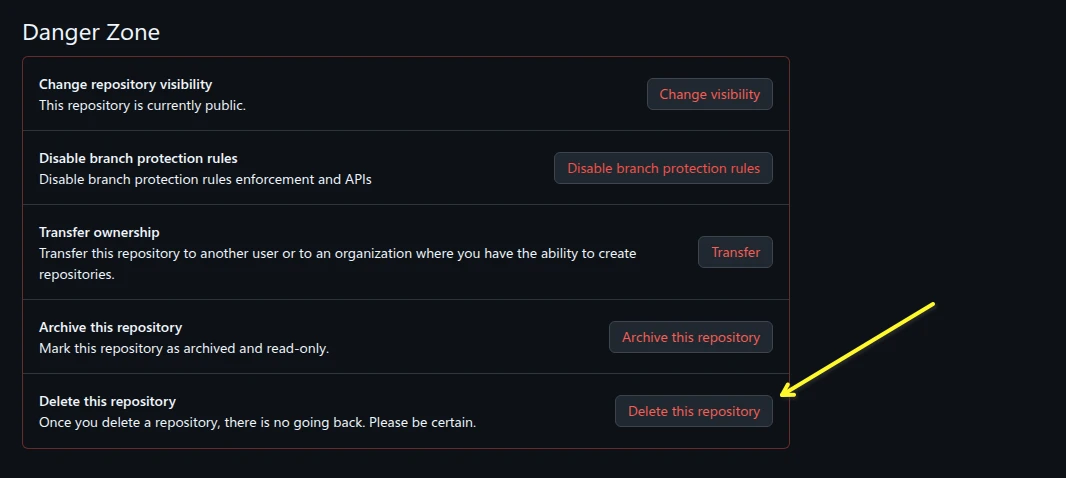 Danger Zone
Change repository visibility
This repository is currently public.
Change visibility
Disable branch protection rules
Disable branch protection rules enforcement and APIs
Disable branch protection rules
Transfer ownership
Transfer this repository to another user or to an organization where you have the ability to create
repositories.
Transfer
Archive this repository
Mark this repository as archived and read-only.
Archive this repository
Delete this repository
Once you delete a repository, there is no going back. Please be certain.
Delete this repository